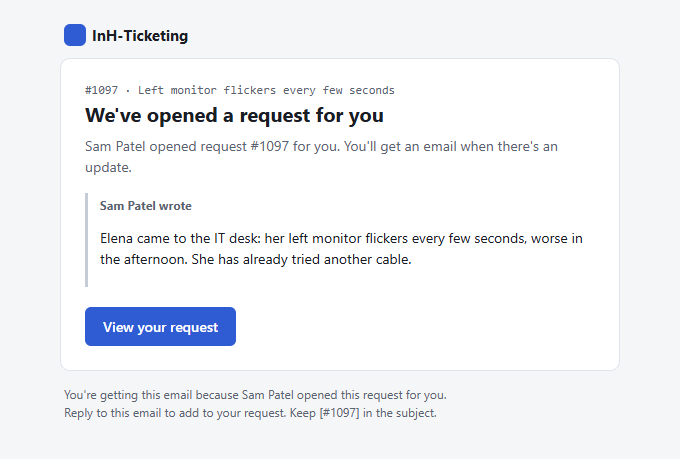 InH-Ticketing
#1097 · Left monitor flickers every few seconds
We've opened a request for you
Sam Patel opened request #1097 for you. You'll get an email when there's an
update.
Sam Patel wrote
Elena came to the IT desk: her left monitor flickers every few seconds, worse in
the afternoon. She has already tried another cable.
View your request
You're getting this email because Sam Patel opened this request for you.
Reply to this email to add to your request. Keep [#1097] in the subject.